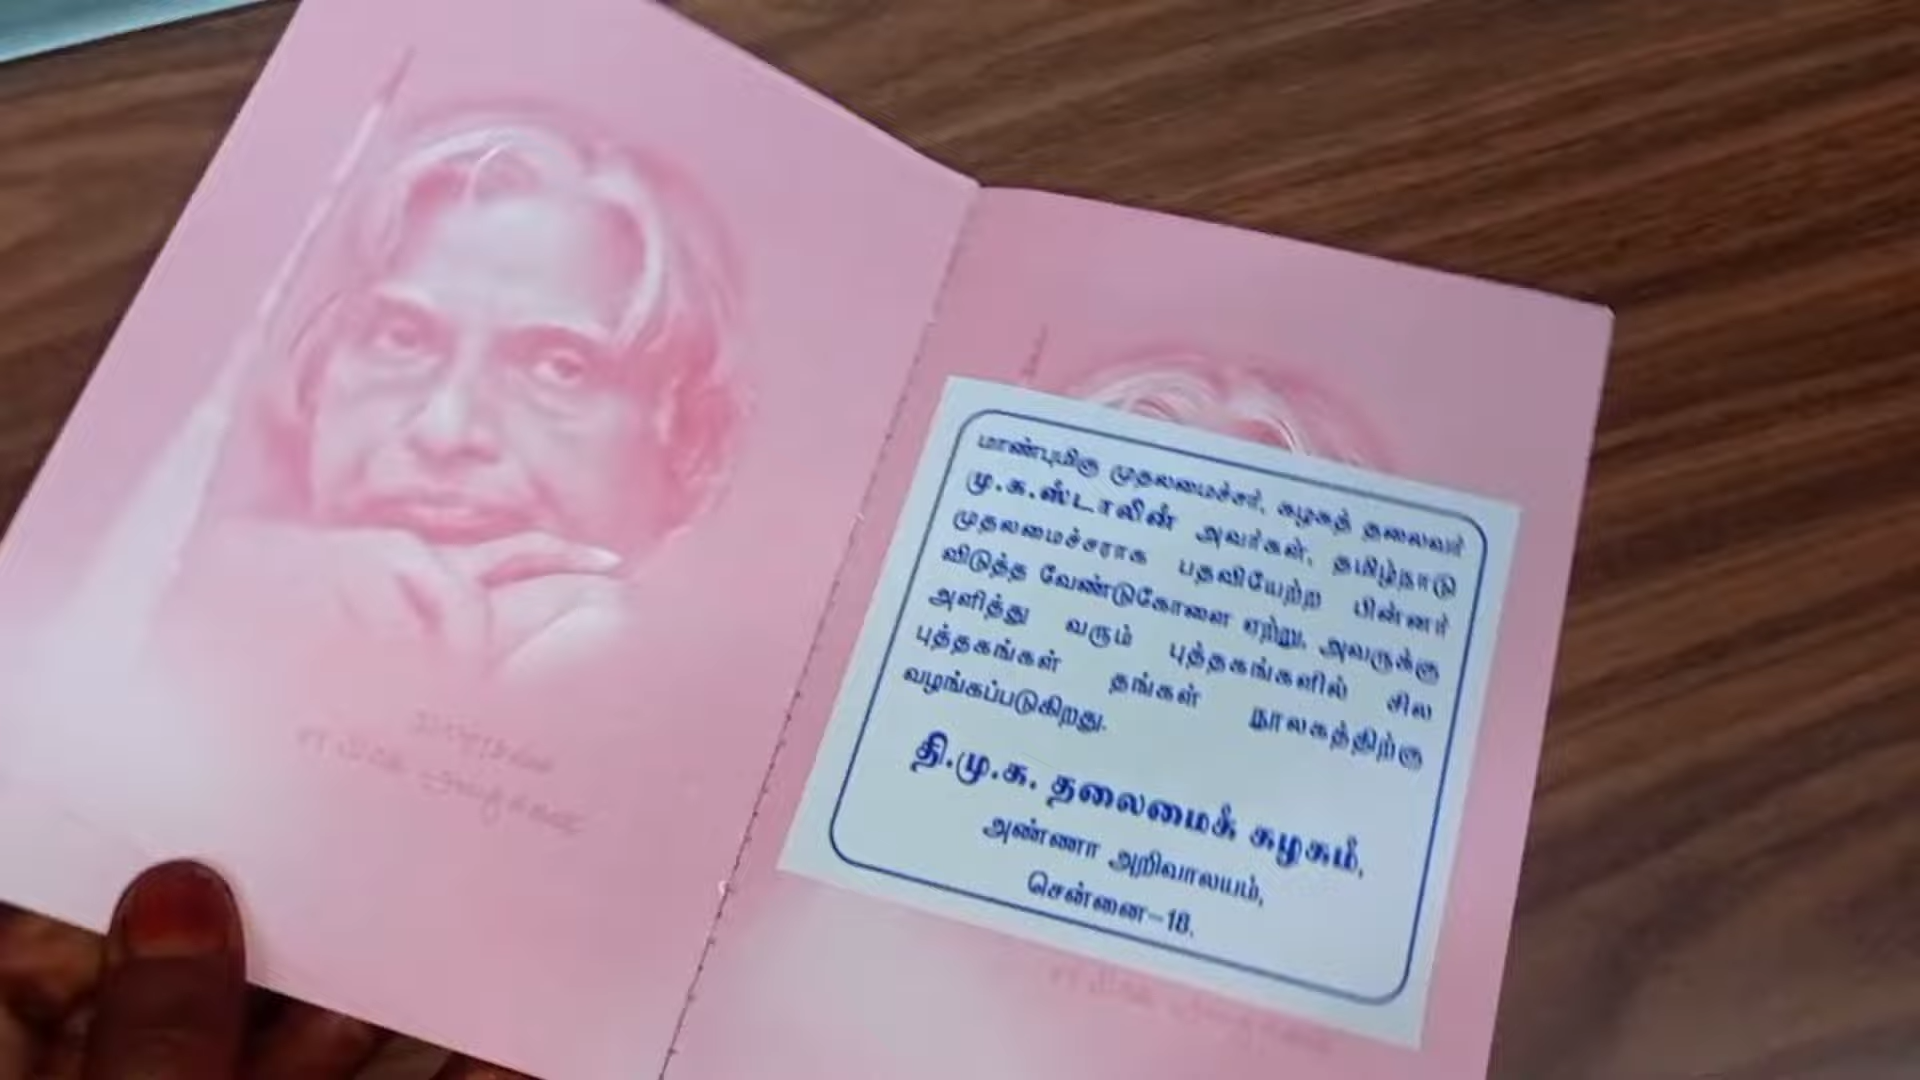 மாண்புமிகு முதலமைச்சர், கழகத் தலைவர்
மு.க.ஸ்டாலின் அவர்கள், தமிழ்நாடு
முதலமைச்சராக பதவியேற்ற பின்னர்
விடுத்த வேண்டுகோளை ஏற்று, அவருக்கு
அளித்து வரும் புத்தகங்களில் சில
புத்தகங்கள் தங்கள் நூலகத்திற்கு
வழங்கப்படுகிறது.
தி.மு.க. தலைமைக் கழகம்,
அண்ணா அறிவாலயம்,
சென்னை–18.